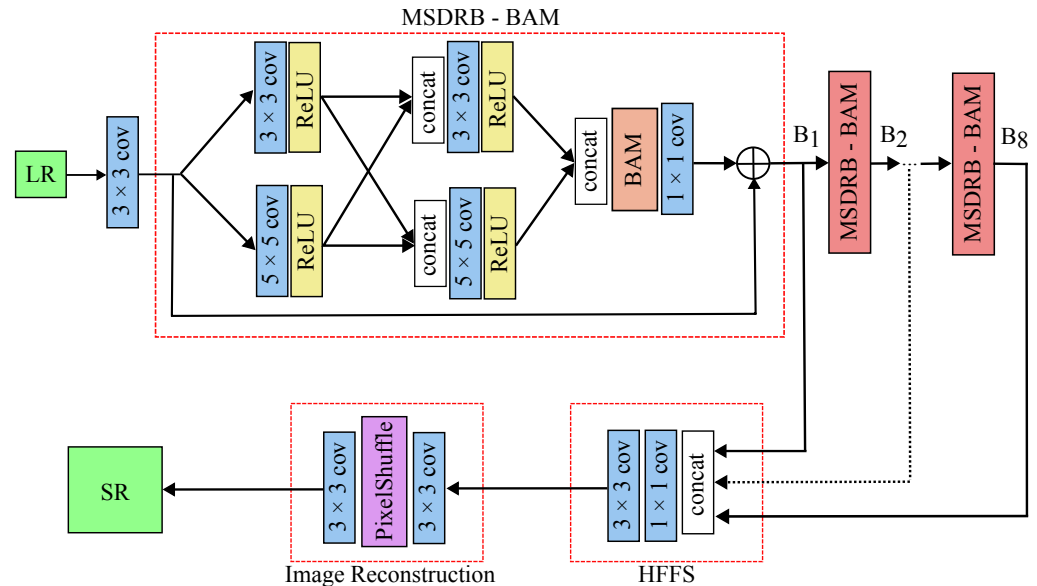 MSDRB - BAM
LR
3 × 3 cov
3 × 3 cov
ReLU
5 × 5 cov
ReLU
concat
3 × 3 cov
ReLU
concat
5 × 5 cov
ReLU
concat
BAM
1 × 1 cov
B1
MSDRB - BAM
B2
MSDRB - BAM
B8
SR
3 × 3 cov
PixelShuffle
3 × 3 cov
Image Reconstruction
3 × 3 cov
1 × 1 cov
concat
HFFS